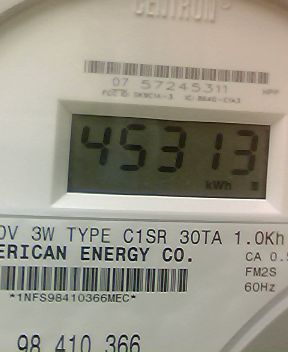 CENTRON®
07 57245311
45313
kWh
0V 3W TYPE C1SR 30TA 1.0Kh
ERICAN ENERGY CO.
CA 0.5
FM2S
*1NFS98410366MEC*
60Hz
98 410 366